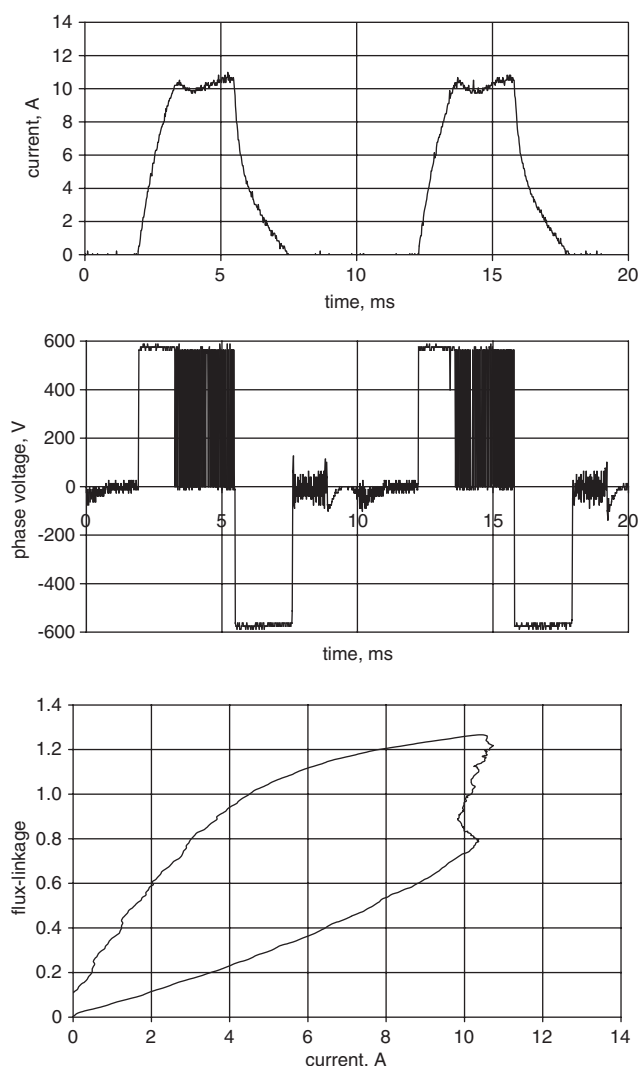 14
12
10
8
6
4
2
0
current, A
0 5 10 15 20
time, ms
600
400
200
0
-200
-400
-600
phase voltage, V
0 5 10 15 20
time, ms
1.4
1.2
1.0
0.8
0.6
0.4
0.2
0
flux-linkage
0 2 4 6 8 10 12 14
current. A